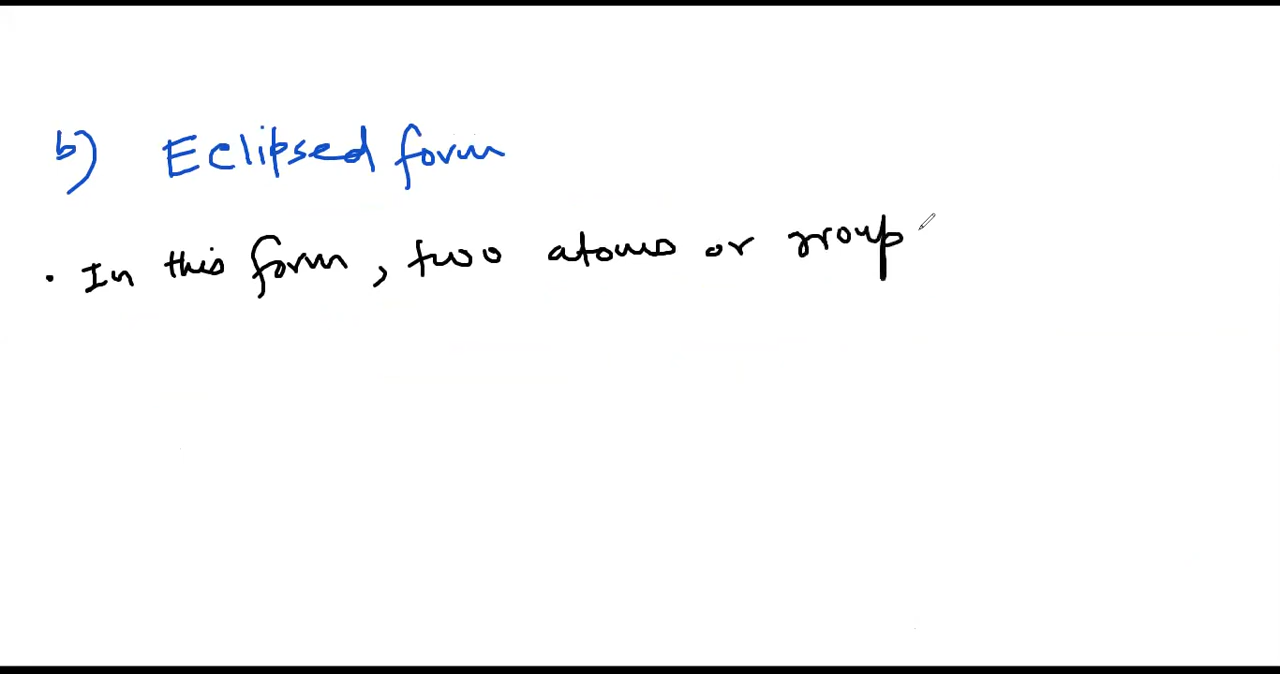 b) Eclipsed form
. In this form, two atoms or group